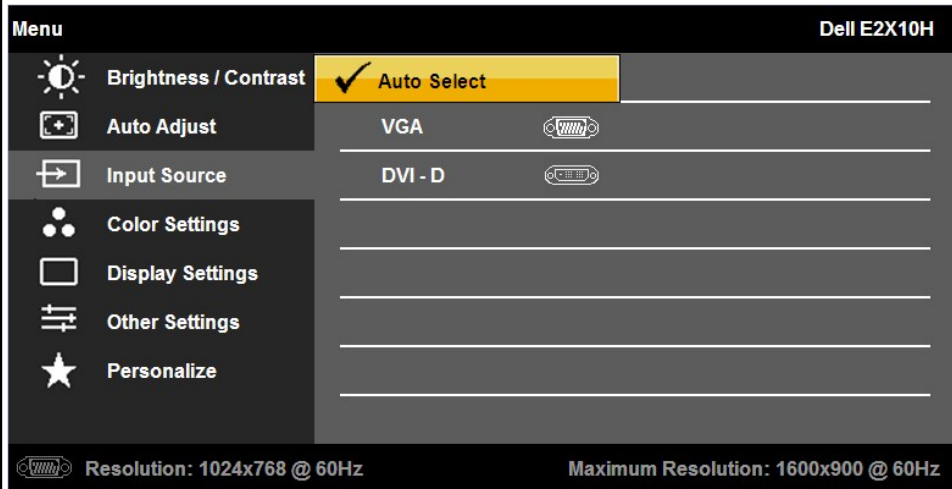 Menu Dell E2X10H
Brightness / Contrast Auto Select
Auto Adjust VGA
Input Source DVI - D
Color Settings
Display Settings
Other Settings
Personalize
Resolution: 1024x768 @ 60Hz Maximum Resolution: 1600x900 @ 60Hz